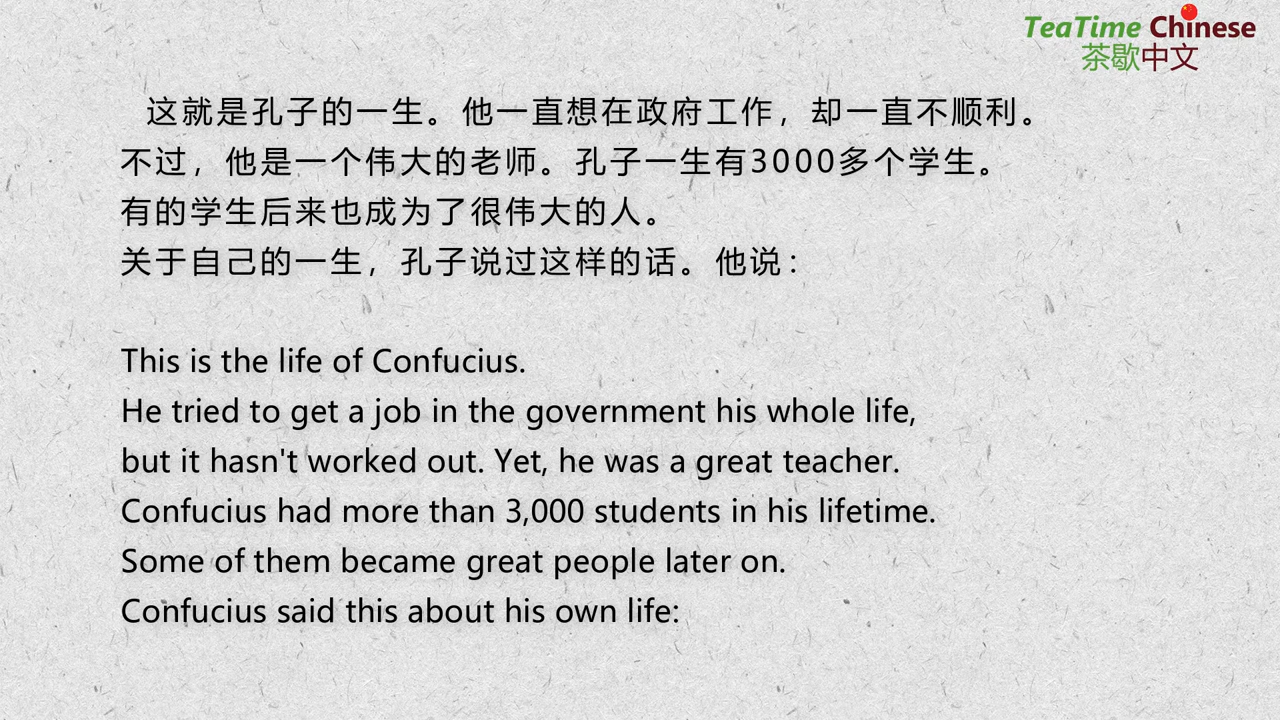 TeaTime Chinese
茶歇中文
这就是孔子的一生。他一直想在政府工作，却一直不顺利。
不过，他是一个伟大的老师。孔子一生有3000多个学生。
有的学生后来也成为了很伟大的人。
关于自己的一生，孔子说过这样的话。他说：
This is the life of Confucius.
He tried to get a job in the government his whole life,
but it hasn't worked out. Yet, he was a great teacher.
Confucius had more than 3,000 students in his lifetime.
Some of them became great people later on.
Confucius said this about his own life: